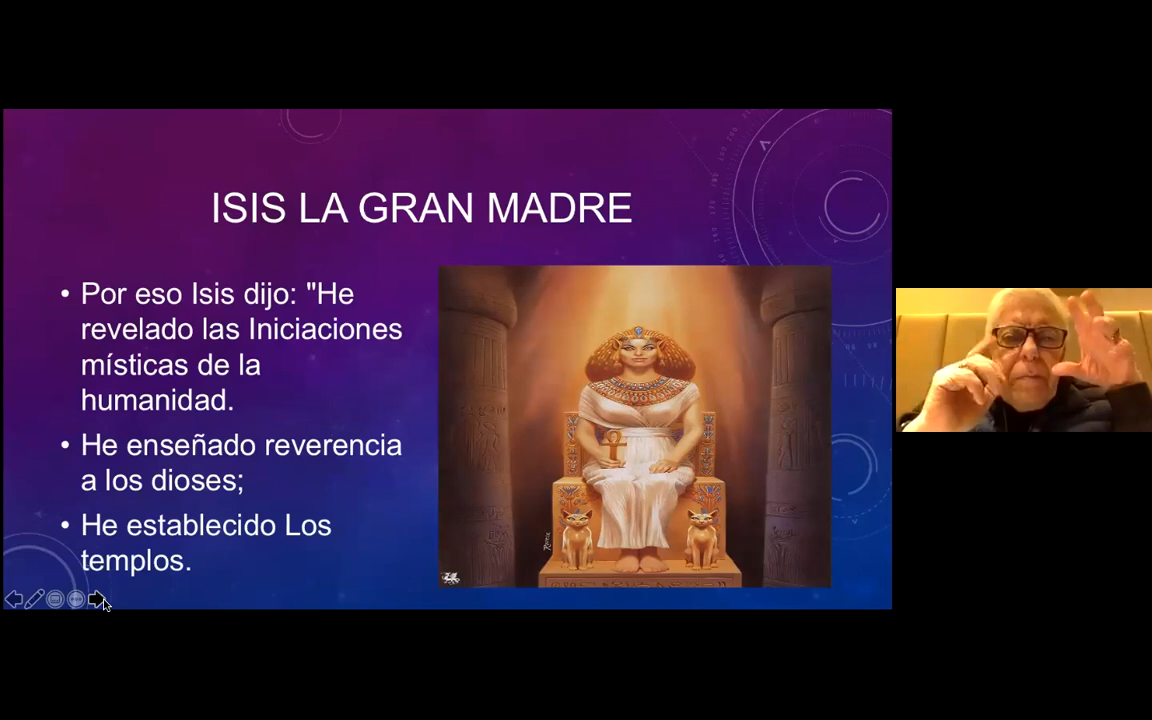 ISIS LA GRAN MADRE
• Por eso Isis dijo: "He
revelado las Iniciaciones
místicas de la
humanidad.
• He enseñado reverencia
a los dioses;
• He establecido Los
templos.